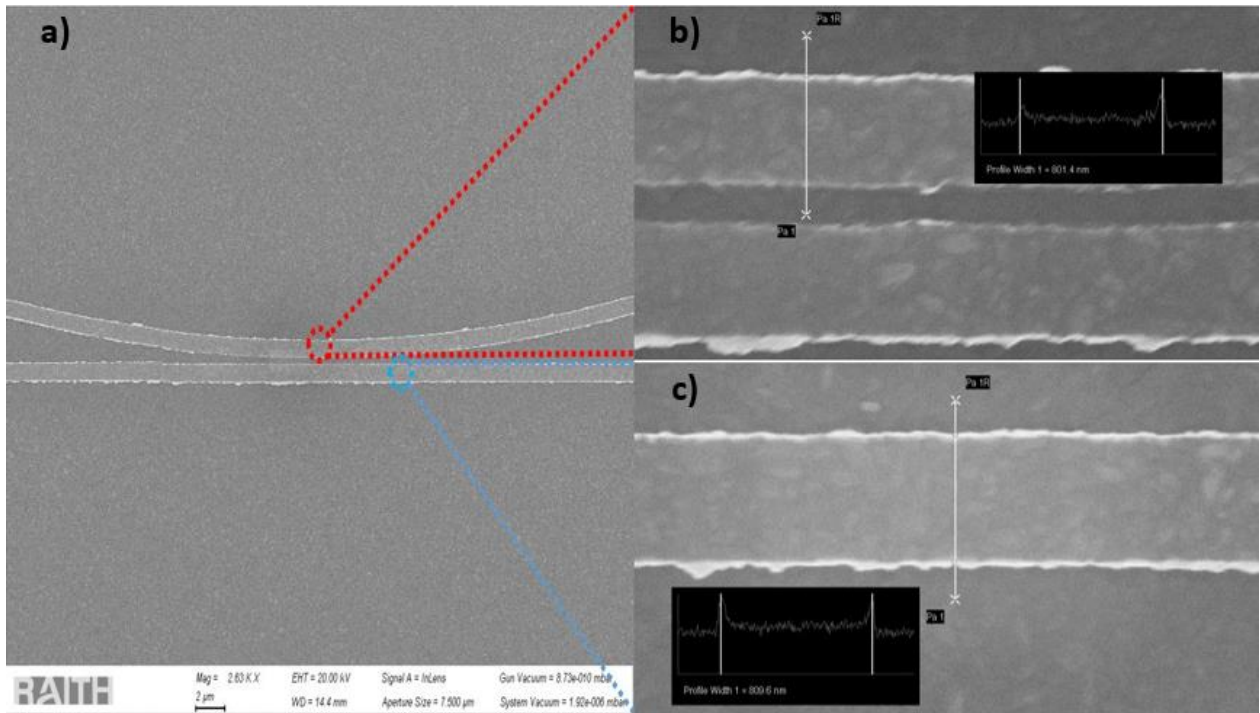 a)
b)
Pa 1R
Profile Width 1 = 801.4 nm
Pa 1
c)
Pa 1R
Pa 1
Profile Width 1 = 809.6 nm
RAITH
Mag = 2.63 K X
2 µm
EHT = 20.00 kV
WD = 14.4 mm
Signal A = InLens
Aperture Size = 7.500 µm
Gun Vacuum = 8.73e-010 mbar
System Vacuum = 1.92e-006 mbar